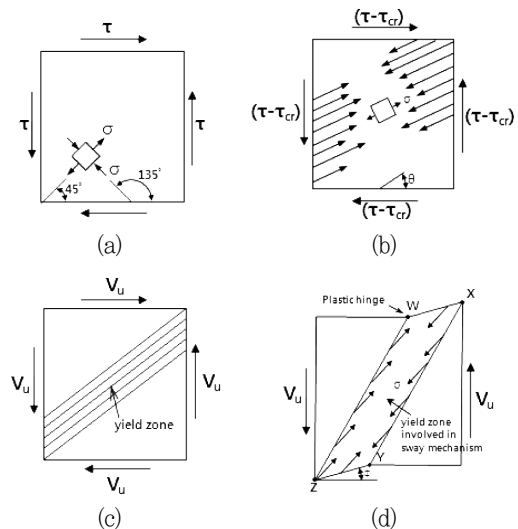 τ
τ
τ
σ
σ
45°
135°
(a)
(τ-τcr)
(τ-τcr)
(τ-τcr)
σ
θ
(τ-τcr)
(b)
Vu
Vu
Vu
yield zone
Vu
(c)
Plastic hinge
W
X
Vu
Vu
σ
yield zone
involved in
sway mechanism
Y
Z
(d)